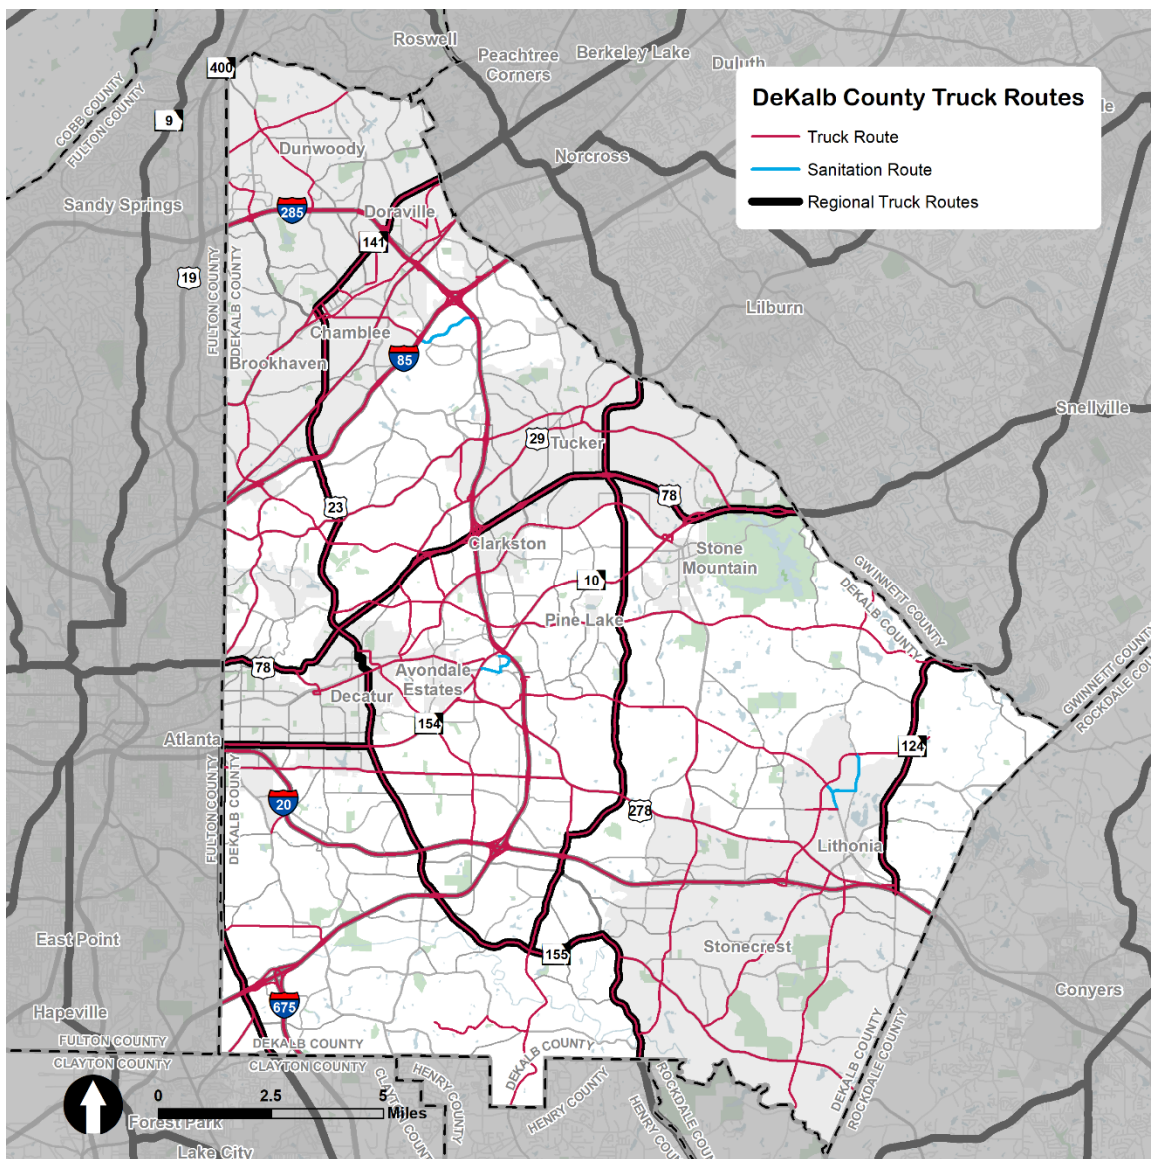 Roswell
Peachtree
Corners
Berkeley Lake
Duluth
400
COBB COUNTY
FULTON COUNTY
9
DeKalb County Truck Routes
Truck Route
Sanitation Route
Regional Truck Routes
Dunwoody
Norcross
Sandy Springs
285
Doraville
141
19
FULTON COUNTY
DEKALB COUNTY
Lilburn
Chamblee
85
Brookhaven
Snellville
29
Tucker
23
78
Clarkston
Stone
Mountain
10
GWINNETT COUNTY
DEKALB COUNTY
Pine Lake
78
Avondale
Estates
Decatur
GWINNETT COUNTY
ROCKDALE COUNTY
154
Atlanta
124
FULTON COUNTY
DEKALB COUNTY
20
278
Lithonia
East Point
Stonecrest
155
Conyers
675
Hapeville
FULTON COUNTY
CLAYTON COUNTY
DEKALB COUNTY
CLAYTON COUNTY
CLAYTON COUNTY
HENRY COUNTY
DEKALB COUNTY
HENRY COUNTY
DEKALB COUNTY
ROCKDALE COUNTY
0
2.5
5
Miles
Forest Park
Lake City